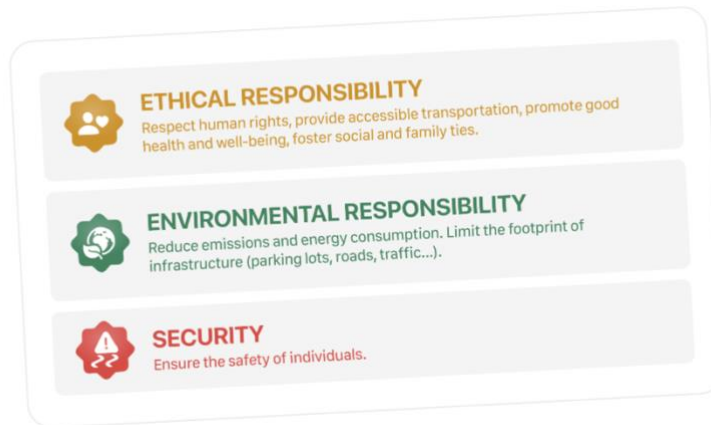 ETHICAL RESPONSIBILITY
Respect human rights, provide accessible transportation, promote good
health and well-being, foster social and family ties.
ENVIRONMENTAL RESPONSIBILITY
Reduce emissions and energy consumption. Limit the footprint of
infrastructure (parking lots, roads, traffic...).
SECURITY
Ensure the safety of individuals.